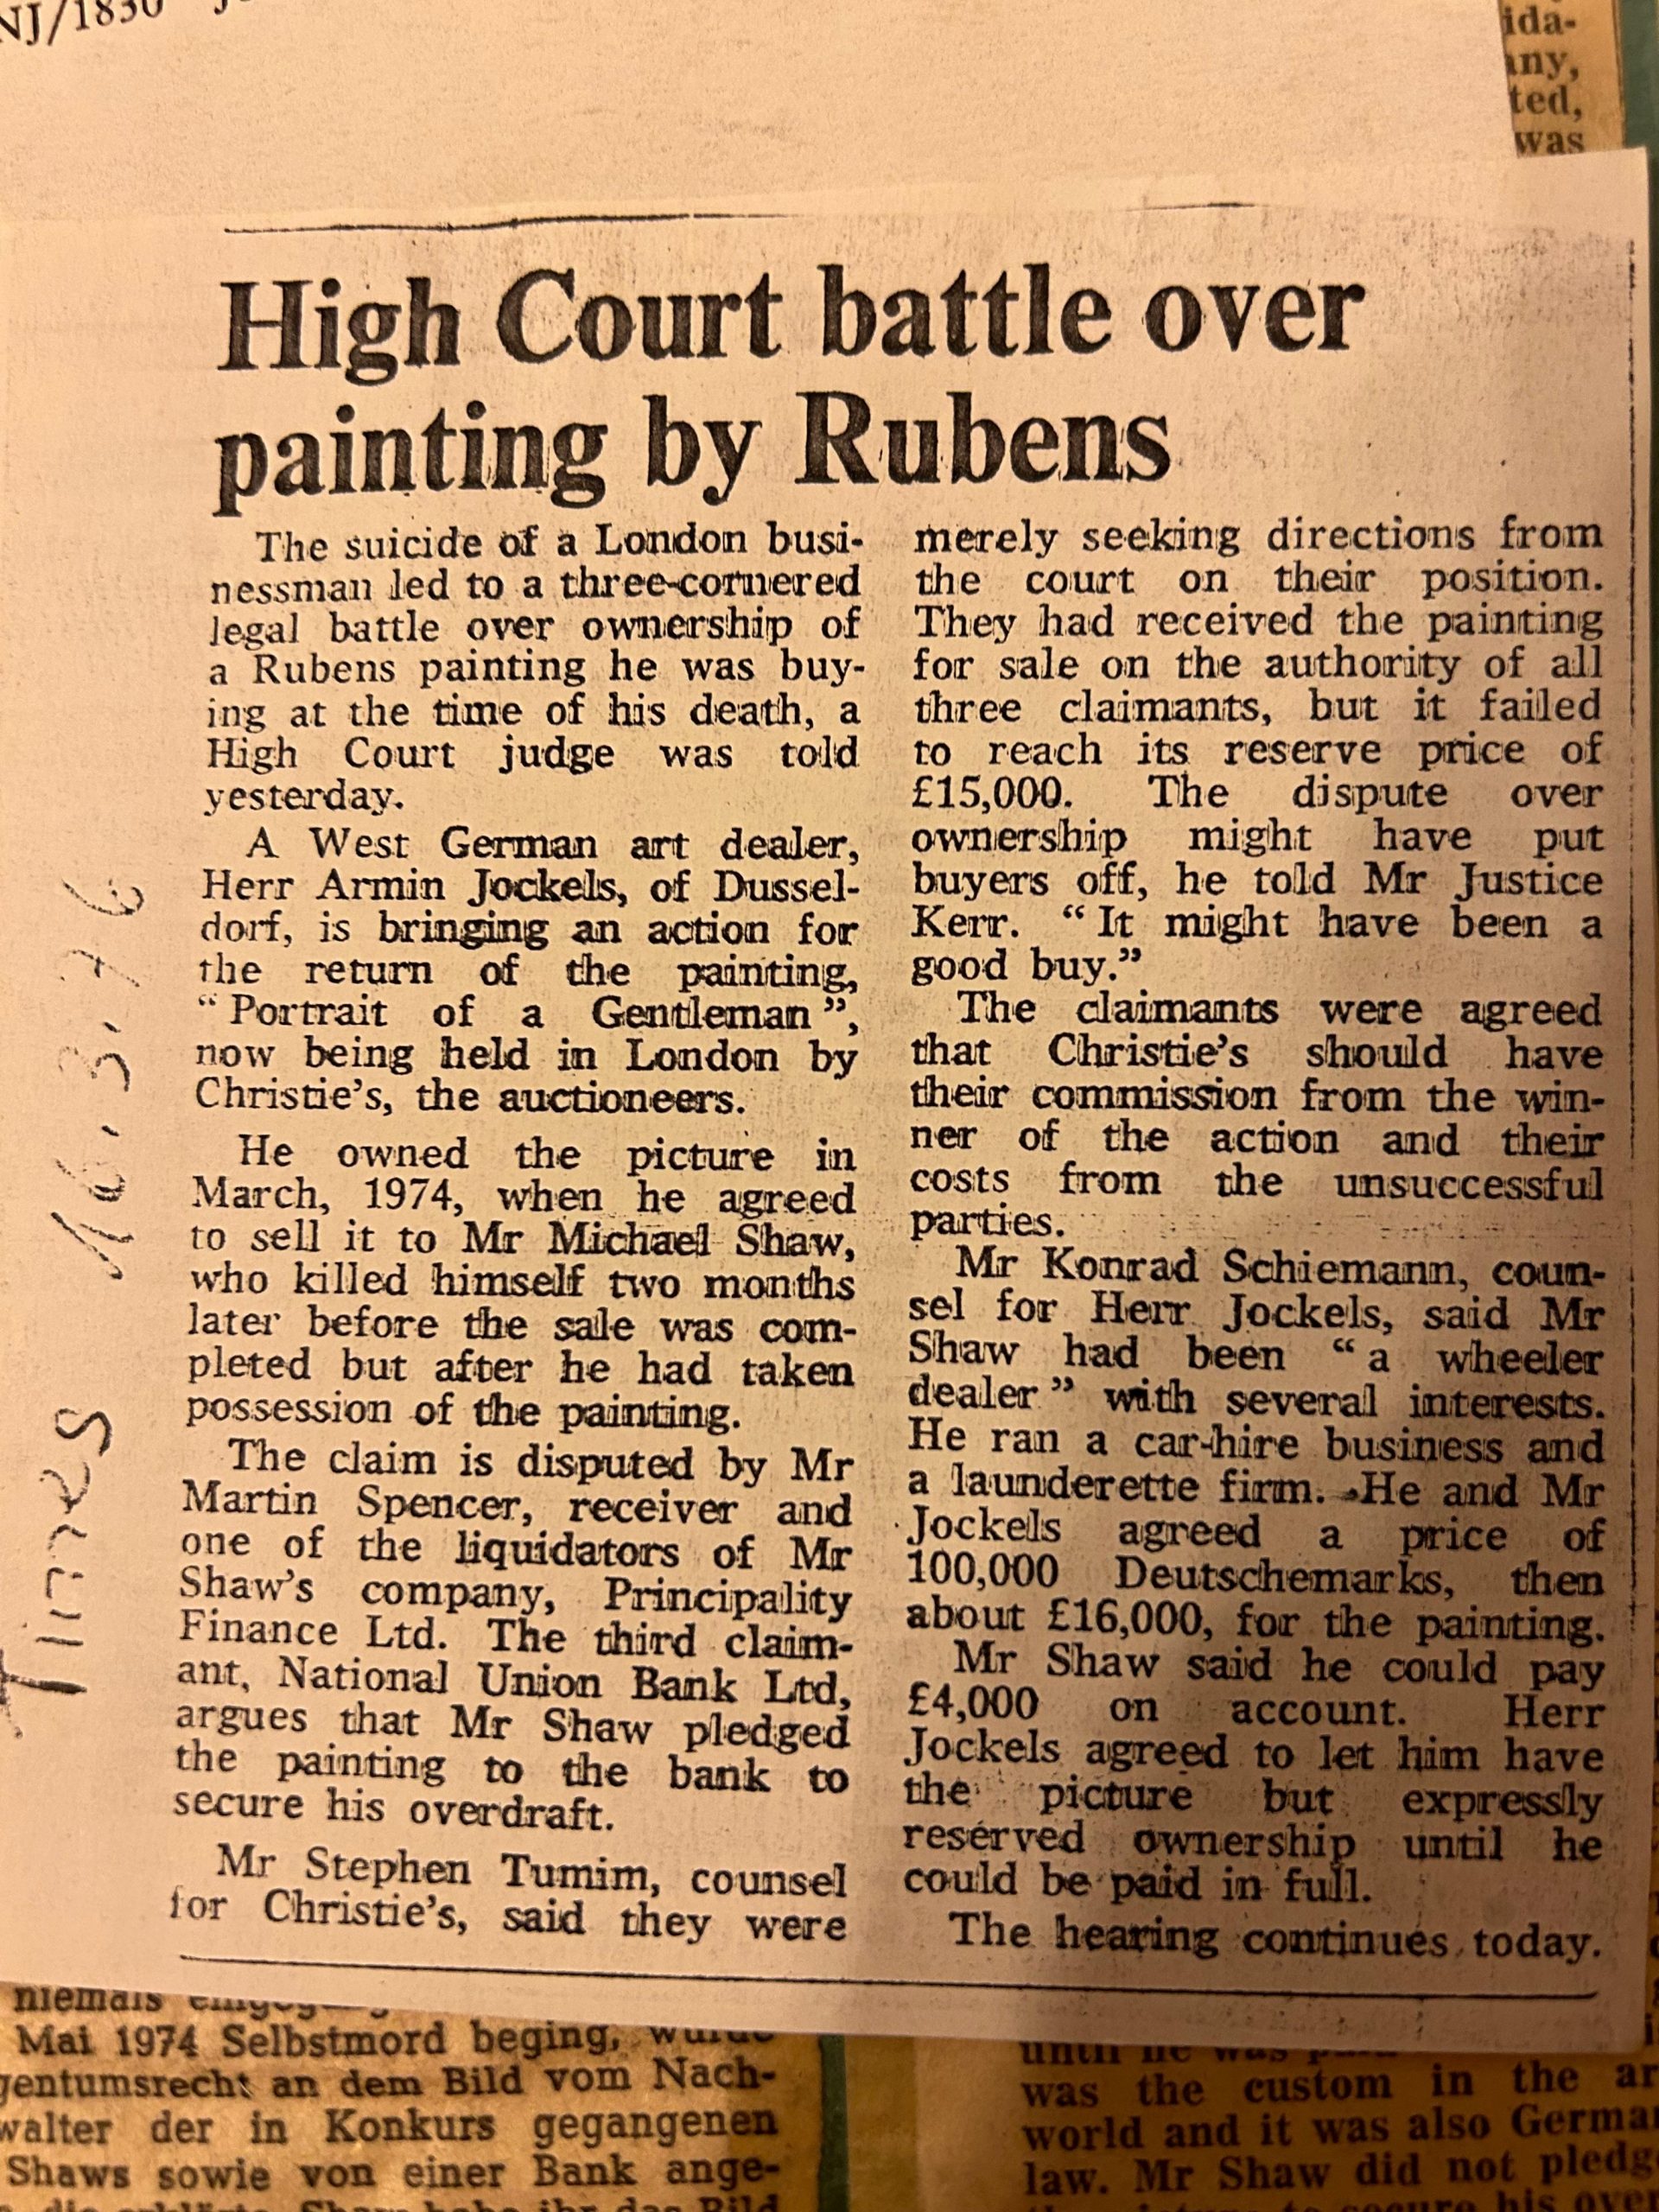 NJ/1830
ida-
any,
ted,
was
High Court battle over
painting by Rubens
The suicide of a London busi-
nessman led to a three-cornered
legal battle over ownership of
a Rubens painting he was buy-
ing at the time of his death, a
High Court judge was told
yesterday.
A West German art dealer,
Herr Armin Jockels, of Dussel-
dorf, is bringing an action for
the return of the painting,
“Portrait of a Gentleman”,
now being held in London by
Christie's, the auctioneers.
He owned the picture in
March, 1974, when he agreed
to sell it to Mr Michael Shaw,
who killed himself two months
later before the sale was com-
pleted but after he had taken
possession of the painting.
The claim is disputed by Mr
Martin Spencer, receiver and
one of the liquidators of Mr
Shaw's company, Principality
Finance Ltd. The third claim-
ant, National Union Bank Ltd,
argues that Mr Shaw pledged
the painting to the bank to
secure his overdraft.
Mr Stephen Tumim, counsel
for Christie's, said they were
merely seeking directions from
the court on their position.
They had received the painting
for sale on the authority of all
three claimants, but it failed
to reach its reserve price of
£15,000. The dispute over
ownership might have put
buyers off, he told Mr Justice
Kerr. “It might have been a
good buy.”
The claimants were agreed
that Christie's should have
their commission from the win-
ner of the action and their
costs from the unsuccessful
parties.
Mr Konrad Schiemann, coun-
sel for Herr Jockels, said Mr
Shaw had been “a wheeler
dealer” with several interests.
He ran a car-hire business and
a launderette firm. He and Mr
Jockels agreed a price of
100,000 Deutschemarks, then
about £16,000, for the painting.
Mr Shaw said he could pay
£4,000 on account. Herr
Jockels agreed to let him have
the picture but expressly
reserved ownership until he
could be paid in full.
The hearing continues today.
Times 16.3.76
niemals
Mai 1974 Selbstmord beging, wurde
gentumsrecht an dem Bild vom Nach-
walter der in Konkurs gegangenen
Shaws sowie von einer Bank ange-
Shaw habe ihr das Bild
until he was
was the custom in the ar
world and it was also German
law. Mr Shaw did not pledge
to secure his over